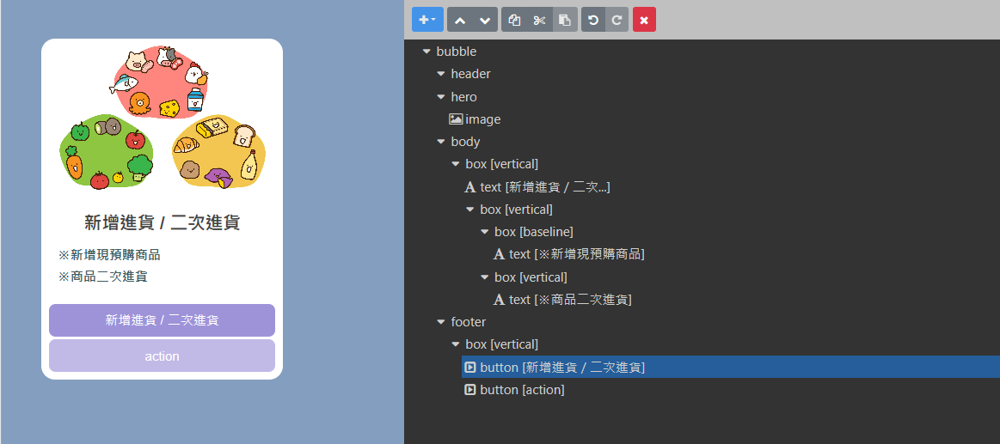 新增進貨 / 二次進貨
※新增現預購商品
※商品二次進貨
新增進貨 / 二次進貨
action
bubble
header
hero
image
body
box [vertical]
text [新增進貨 / 二次...]
box [vertical]
box [baseline]
text [※新增現預購商品]
box [vertical]
text [※商品二次進貨]
footer
box [vertical]
button [新增進貨 / 二次進貨]
button [action]